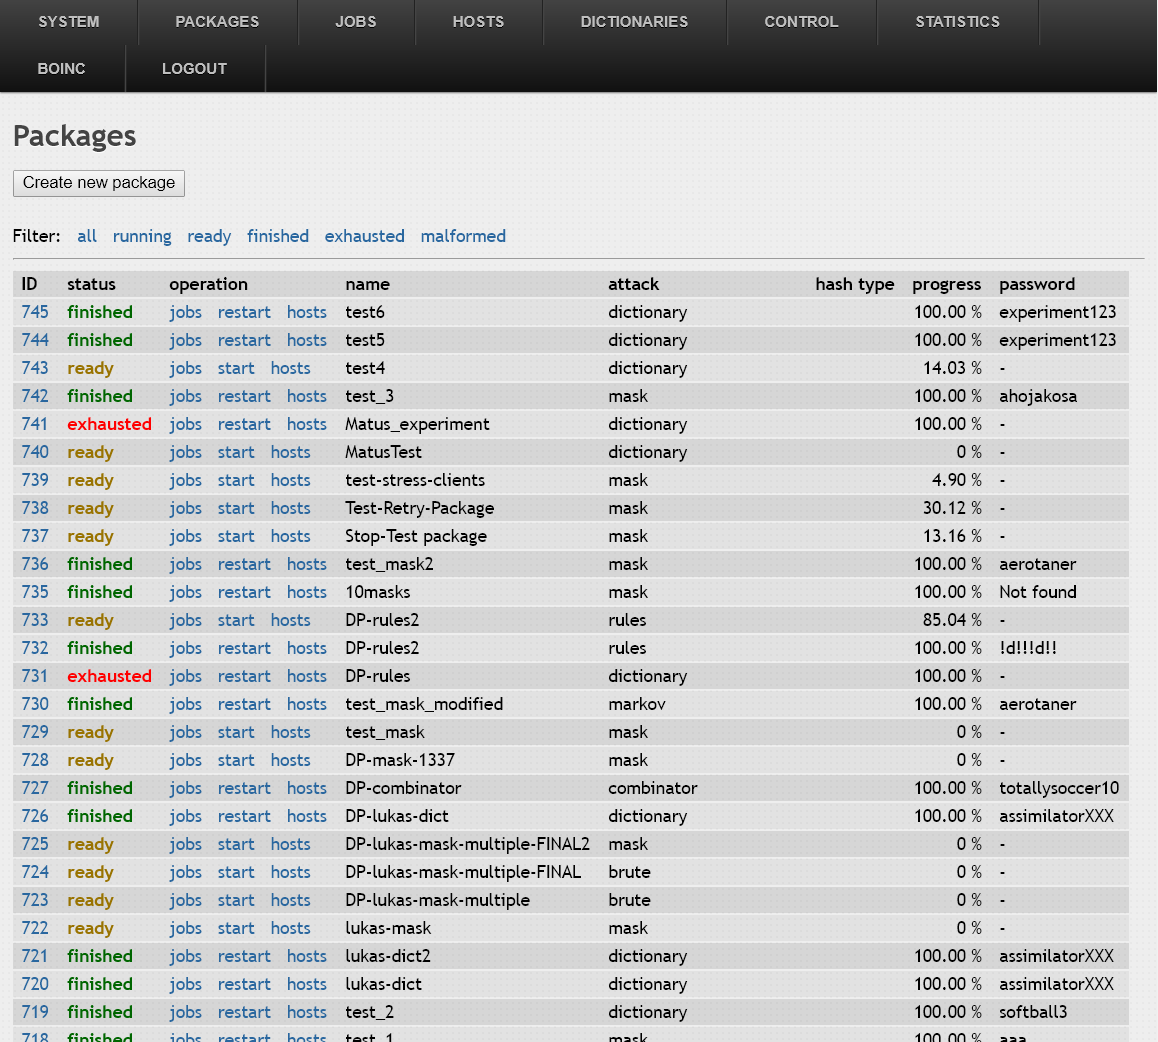 SYSTEM PACKAGES JOBS HOSTS DICTIONARIES CONTROL STATISTICS
BOINC LOGOUT
Packages
Create new package
Filter: all running ready finished exhausted malformed
ID status operation name attack hash type progress password
745 finished jobs restart hosts test6 dictionary 100.00 % experiment123
744 finished jobs restart hosts test5 dictionary 100.00 % experiment123
743 ready jobs start hosts test4 dictionary 14.03 % -
742 finished jobs restart hosts test_3 mask 100.00 % ahojakosa
741 exhausted jobs restart hosts Matus_experiment dictionary 100.00 % -
740 ready jobs start hosts MatusTest dictionary 0 % -
739 ready jobs start hosts test-stress-clients mask 4.90 % -
738 ready jobs start hosts Test-Retry-Package mask 30.12 % -
737 ready jobs start hosts Stop-Test package mask 13.16 % -
736 finished jobs restart hosts test_mask2 mask 100.00 % aerotaner
735 finished jobs restart hosts 10masks mask 100.00 % Not found
733 ready jobs start hosts DP-rules2 rules 85.04 % -
732 finished jobs restart hosts DP-rules2 rules 100.00 % !d!!!d!!
731 exhausted jobs restart hosts DP-rules dictionary 100.00 % -
730 finished jobs restart hosts test_mask_modified markov 100.00 % aerotaner
729 ready jobs start hosts test_mask mask 0 % -
728 ready jobs start hosts DP-mask-1337 mask 0 % -
727 finished jobs restart hosts DP-combinator combinator 100.00 % totallysoccer10
726 finished jobs restart hosts DP-lukas-dict dictionary 100.00 % assimilatorXXX
725 ready jobs start hosts DP-lukas-mask-multiple-FINAL2 mask 0 % -
724 ready jobs start hosts DP-lukas-mask-multiple-FINAL brute 0 % -
723 ready jobs start hosts DP-lukas-mask-multiple brute 0 % -
722 ready jobs start hosts lukas-mask mask 0 % -
721 finished jobs restart hosts lukas-dict2 dictionary 100.00 % assimilatorXXX
720 finished jobs restart hosts lukas-dict dictionary 100.00 % assimilatorXXX
719 finished jobs restart hosts test_2 dictionary 100.00 % softball3
718 finished jobs restart hosts test_1 mask 100.00 % aaa